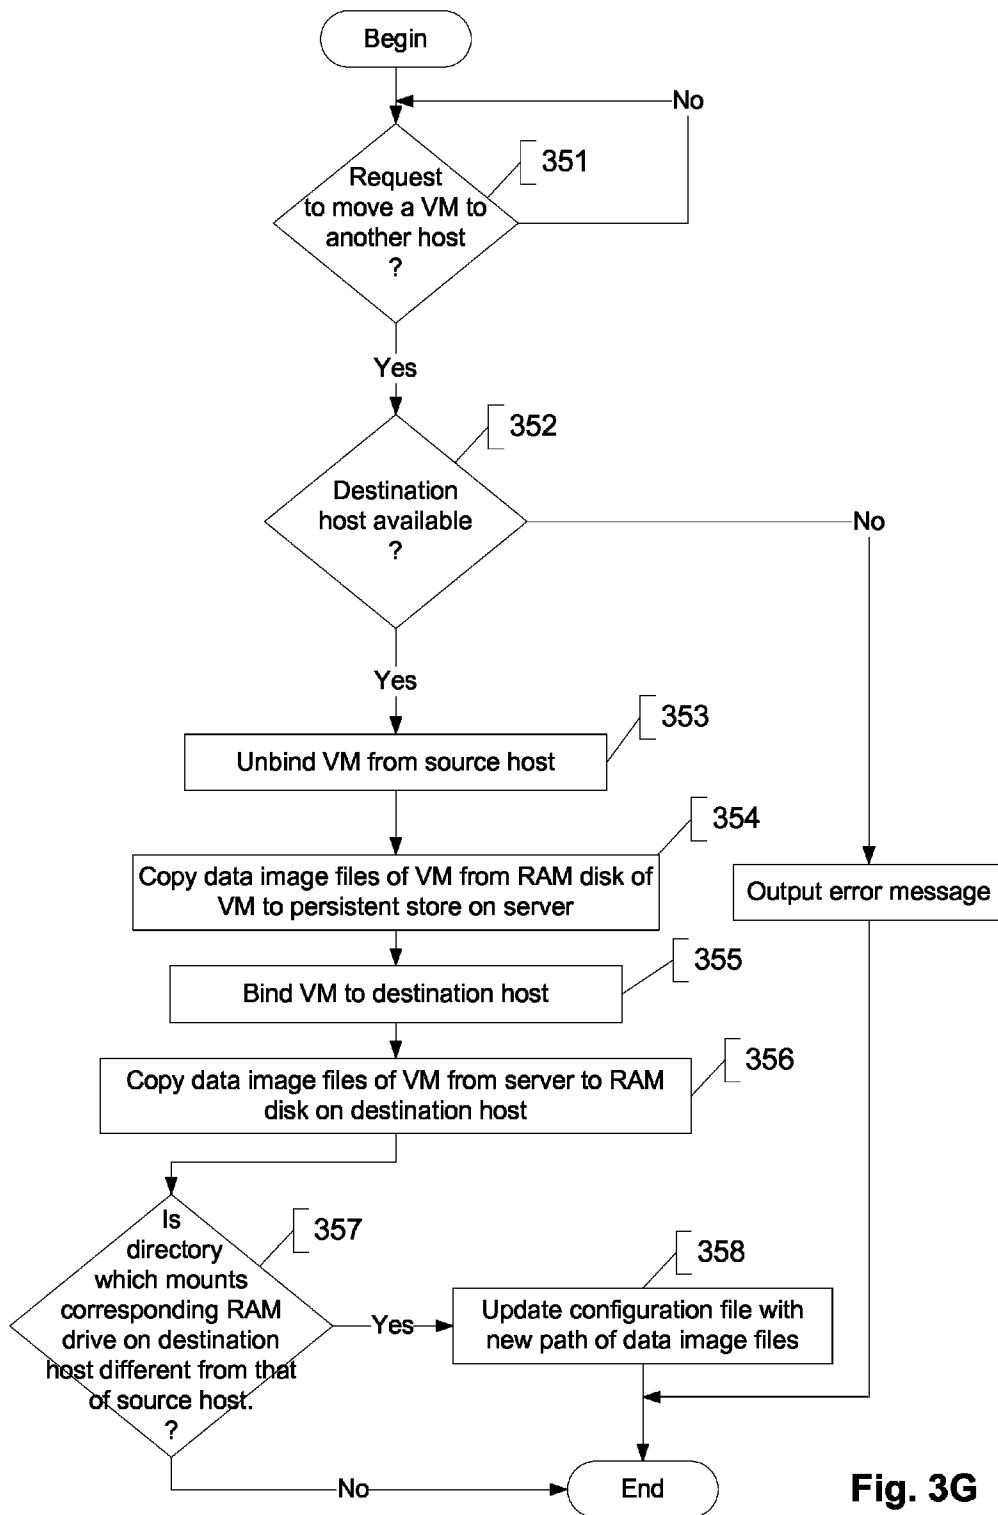 Begin
No
351
Request
to move a VM to
another host
?
Yes
352
Destination
host available
?
No
Yes
353
Unbind VM from source host
354
Copy data image files of VM from RAM disk of
VM to persistent store on server
Output error message
355
Bind VM to destination host
356
Copy data image files of VM from server to RAM
disk on destination host
357
Is
directory
which mounts
corresponding RAM
drive on destination
host different from that
of source host.
?
Yes
358
Update configuration file with
new path of data image files
No
End
Fig. 3G